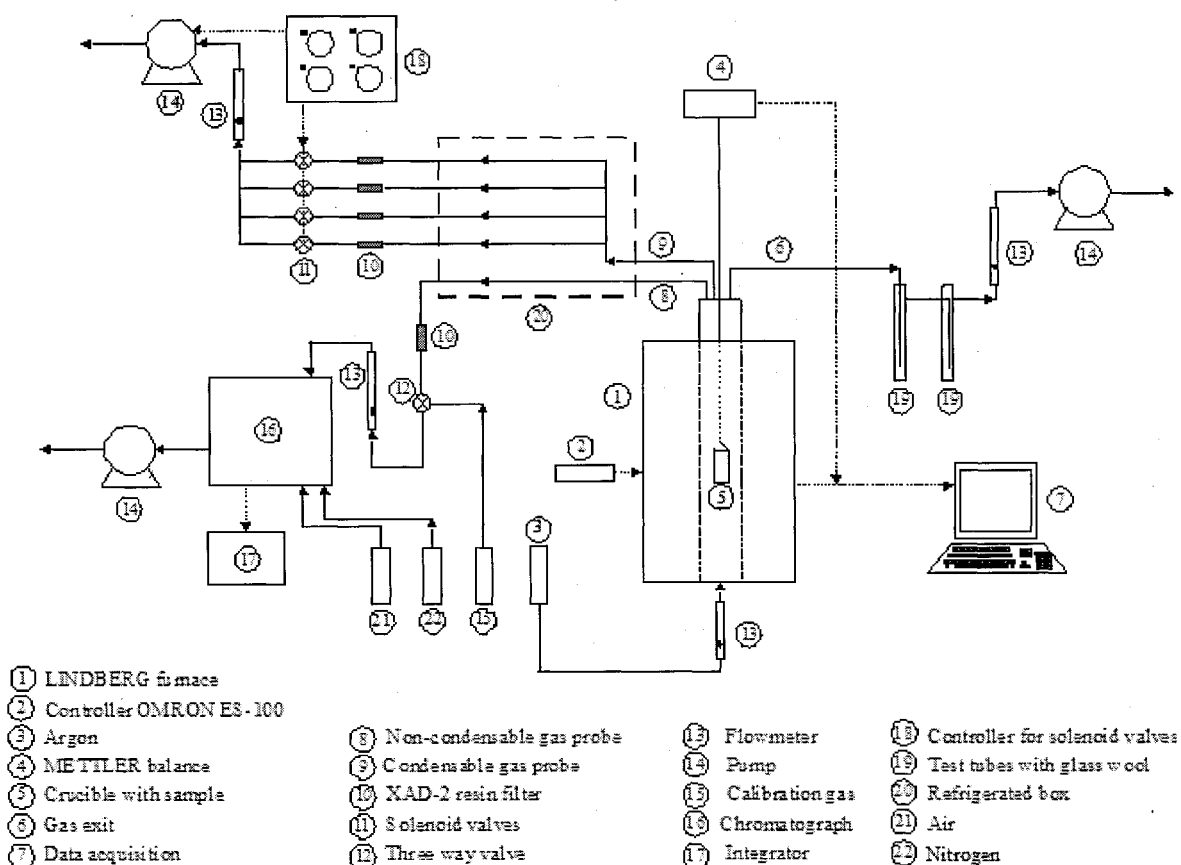 14
18
13
4
11
10
9
6
8
20
13
14
10
13
12
1
2
16
5
19
19
7
14
3
17
21
22
15
13
1 LINDBERG furnace
2 Controller OMRON ES-100
3 Argon
4 METTLER balance
5 Crucible with sample
6 Gas exit
7 Data acquisition
8 Non-condensable gas probe
9 Condensable gas probe
10 XAD-2 resin filter
11 Solenoid valves
12 Three way valve
13 Flowmeter
14 Pump
15 Calibration gas
16 Chromatograph
17 Integrator
18 Controller for solenoid valves
19 Test tubes with glass wool
20 Refrigerated box
21 Air
22 Nitrogen